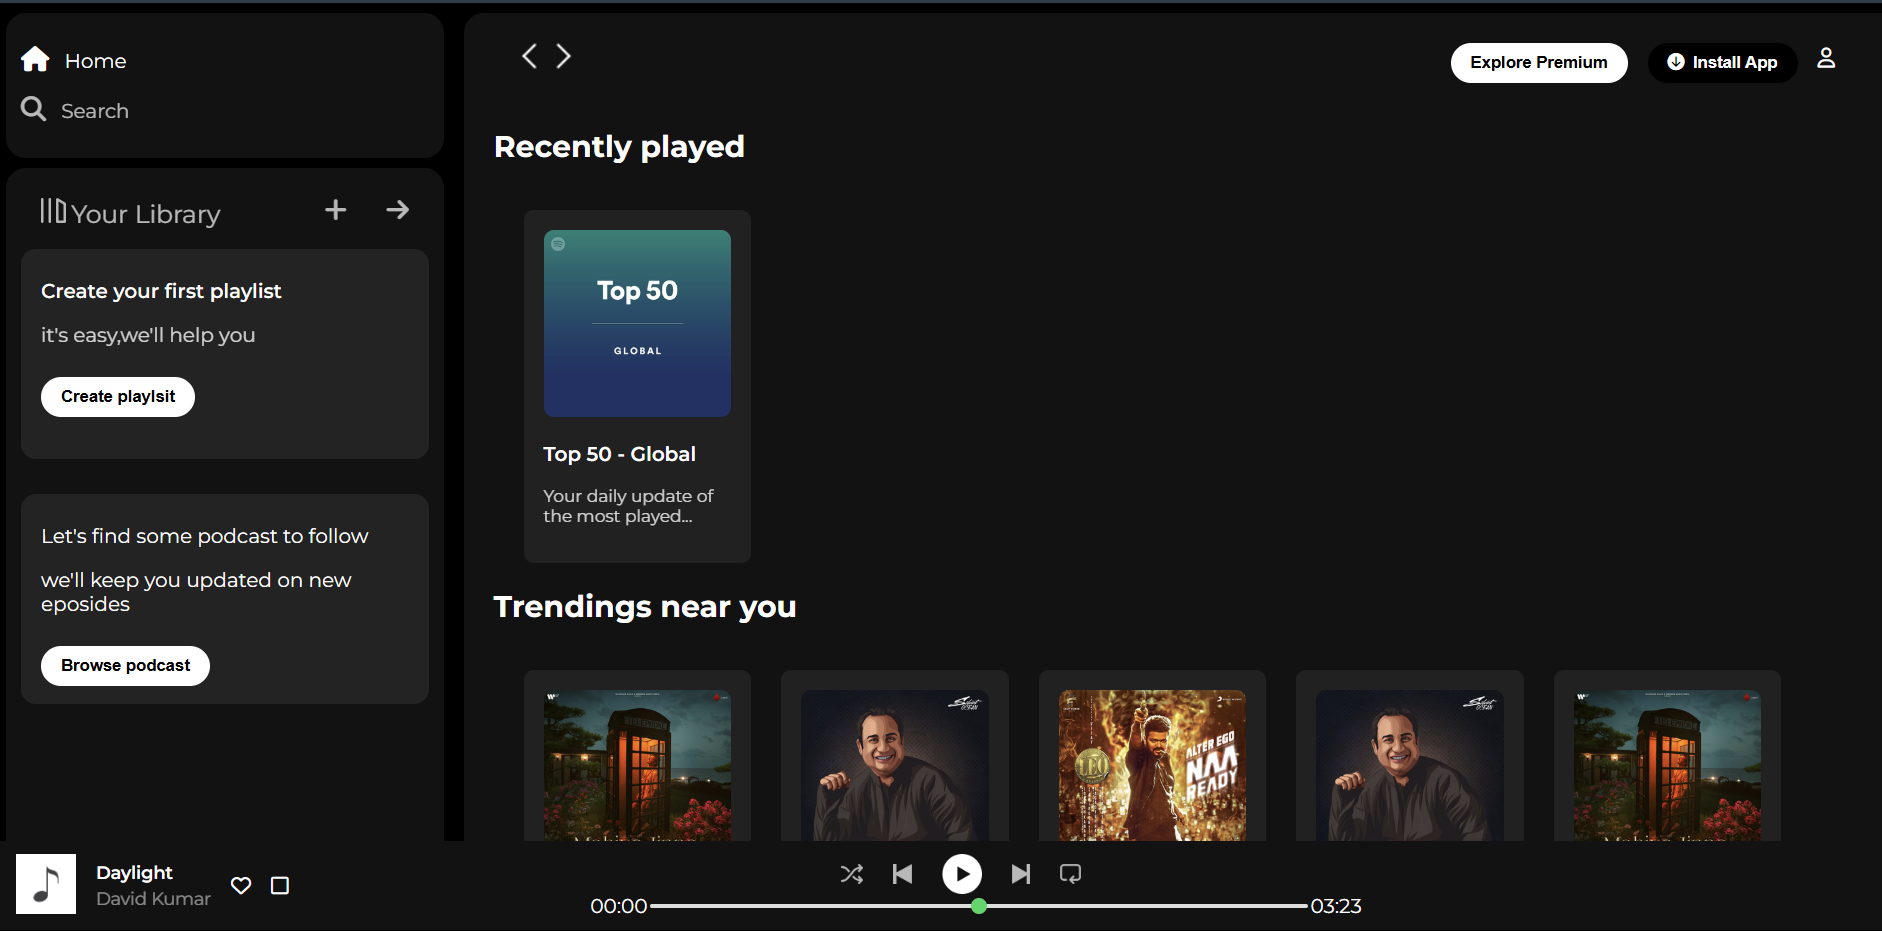 Home
Search
Your Library
Create your first playlist
it's easy,we'll help you
Create playlsit
Let's find some podcast to follow
we'll keep you updated on new
eposides
Browse podcast
Explore Premium
Install App
Recently played
Top 50
GLOBAL
Top 50 - Global
Your daily update of
the most played...
Trendings near you
TELEPHONE
LEO
ALTER EGO
NAA
READY
TELEPHONE
Daylight
David Kumar
00:00
03:23